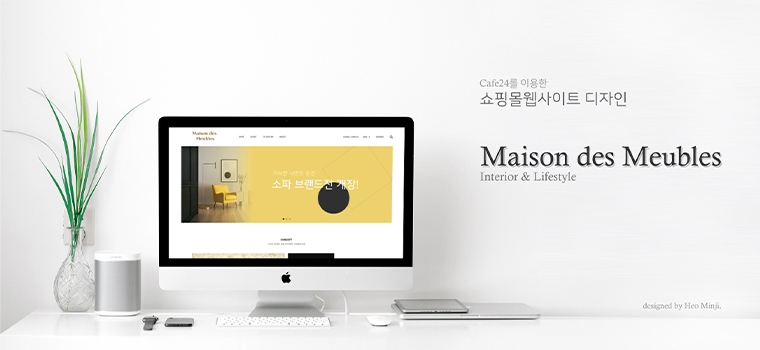 Cafe24를 이용한
쇼핑몰웹사이트 디자인
Maison des Meubles
Interior & Lifestyle
Maison des
Meubles
소파 브랜드전 개장!
designed by Heo Minji.